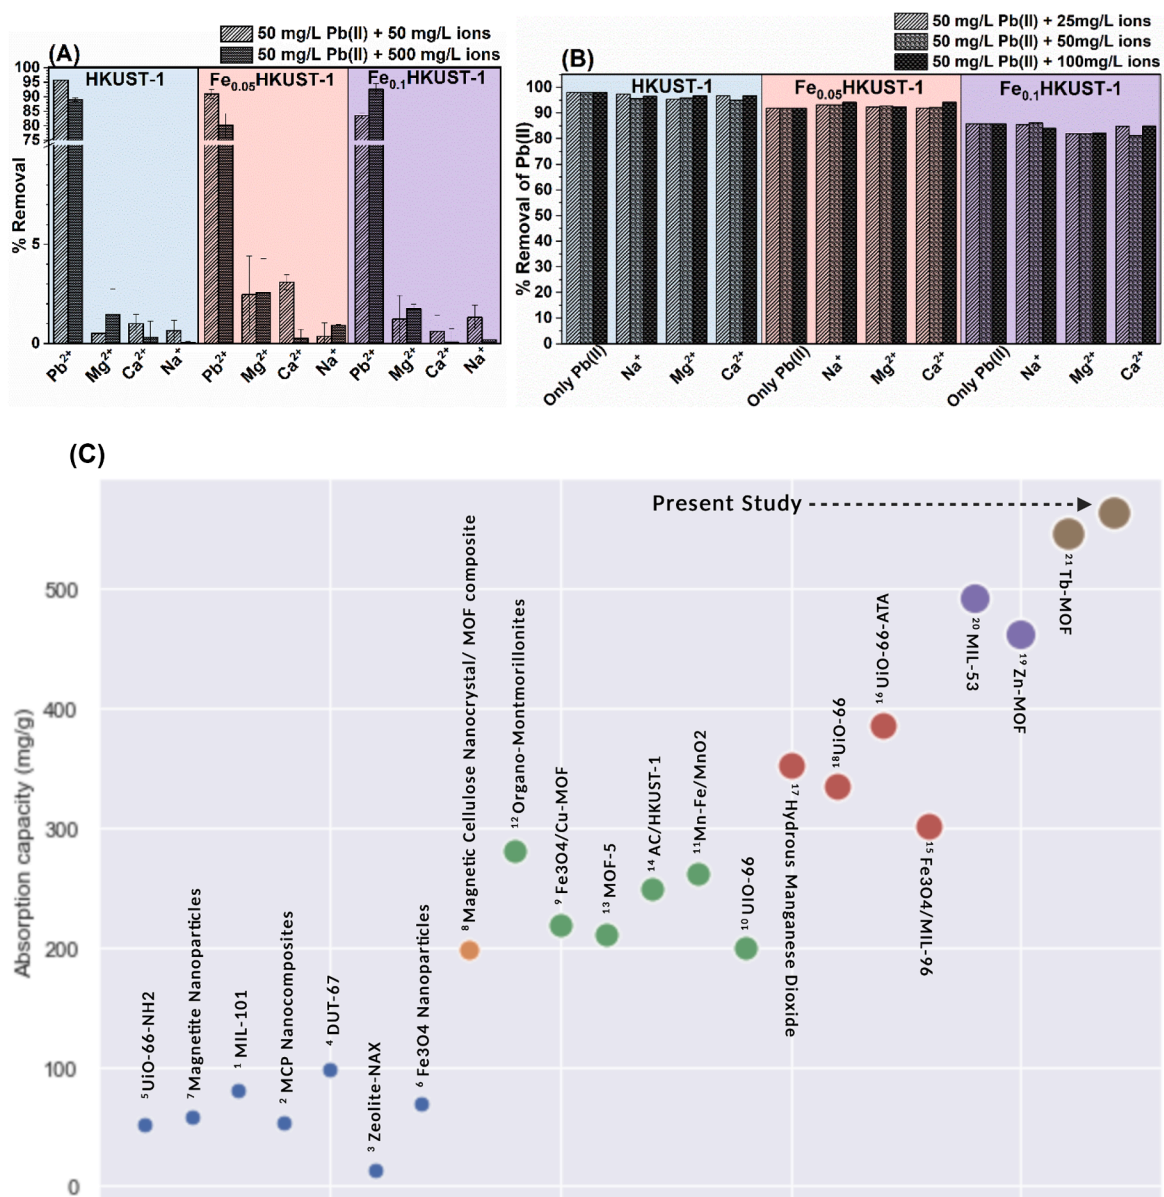 50 mg/L Pb(II) + 50 mg/L ions
50 mg/L Pb(II) + 500 mg/L ions
(A)
HKUST-1
Fe0.05HKUST-1
Fe0.1HKUST-1
% Removal
100
95
90
85
80
75
5
0
Pb2+
Mg2+
Ca2+
Na+
Pb2+
Mg2+
Ca2+
Na+
Pb2+
Mg2+
Ca2+
Na+
50 mg/L Pb(II) + 25mg/L ions
50 mg/L Pb(II) + 50mg/L ions
50 mg/L Pb(II) + 100mg/L ions
(B)
HKUST-1
Fe0.05HKUST-1
Fe0.1HKUST-1
% Removal of Pb(II)
100
90
80
70
60
50
40
30
20
10
0
Only Pb(II)
Na+
Mg2+
Ca2+
Only Pb(II)
Na+
Mg2+
Ca2+
Only Pb(II)
Na+
Mg2+
Ca2+
(C)
Present Study
Absorption capacity (mg/g)
500
400
300
200
100
0
5 UiO-66-NH2
7 Magnetite Nanoparticles
1 MIL-101
2 MCP Nanocomposites
4 DUT-67
3 Zeolite-NAX
6 Fe3O4 Nanoparticles
8 Magnetic Cellulose Nanocrystal/ MOF composite
12 Organo-Montmorillonites
9 Fe3O4/Cu-MOF
13 MOF-5
14 AC/HKUST-1
11 Mn-Fe/MnO2
10 UIO-66
17 Hydrous Manganese Dioxide
18 UiO-66
16 UiO-66-ATA
15 Fe3O4/MIL-96
20 MIL-53
19 Zn-MOF
21 Tb-MOF